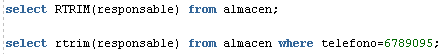 select RTRIM(responsable) from almacen;
select rtrim(responsable) from almacen where telefono=6789095;